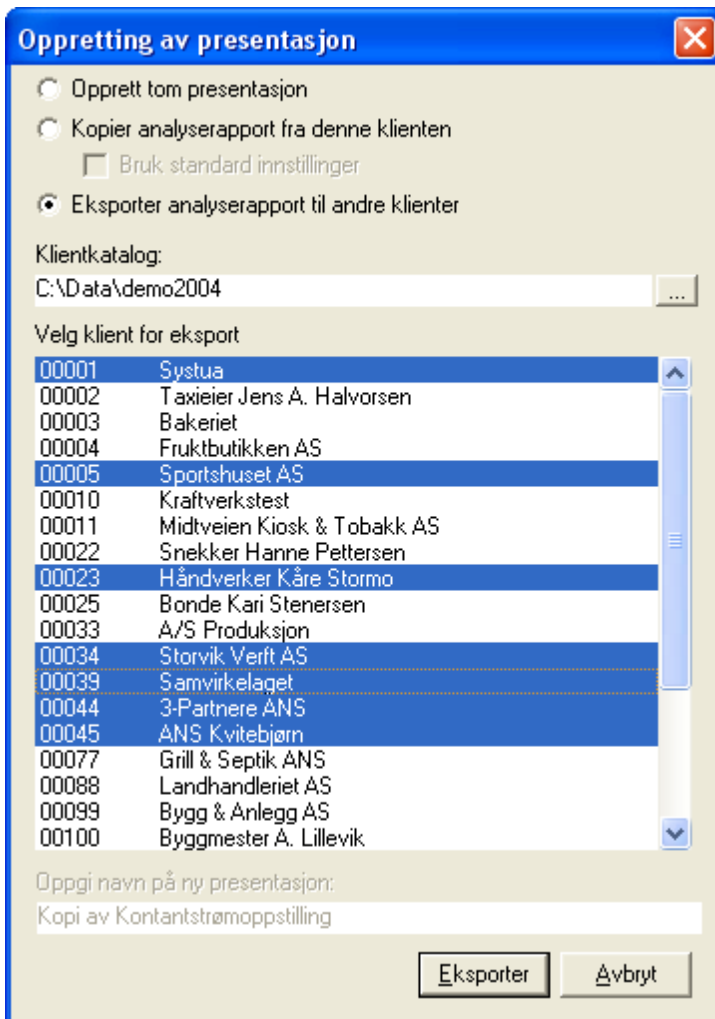 Oppretting av presentasjon
Opprett tom presentasjon
Kopier analyserapport fra denne klienten
Bruk standard innstillinger
Eksporter analyserapport til andre klienter
Klientkatalog:
C:\Data\demo2004
...
Velg klient for eksport
00001 Systua
00002 Taxieier Jens A. Halvorsen
00003 Bakeriet
00004 Fruktbutikken AS
00005 Sportshuset AS
00010 Kraftverkstest
00011 Midtveien Kiosk & Tobakk AS
00022 Snekker Hanne Pettersen
00023 Håndverker Kåre Stormo
00025 Bonde Kari Stenersen
00033 A/S Produksjon
00034 Storvik Verft AS
00039 Samvirkelaget
00044 3-Partnere ANS
00045 ANS Kvitebjørn
00077 Grill & Septik ANS
00088 Landhandleriet AS
00099 Bygg & Anlegg AS
00100 Byggmester A. Lillevik
Oppgi navn på ny presentasjon:
Kopi av Kontantstrømoppstilling
Eksporter Avbryt